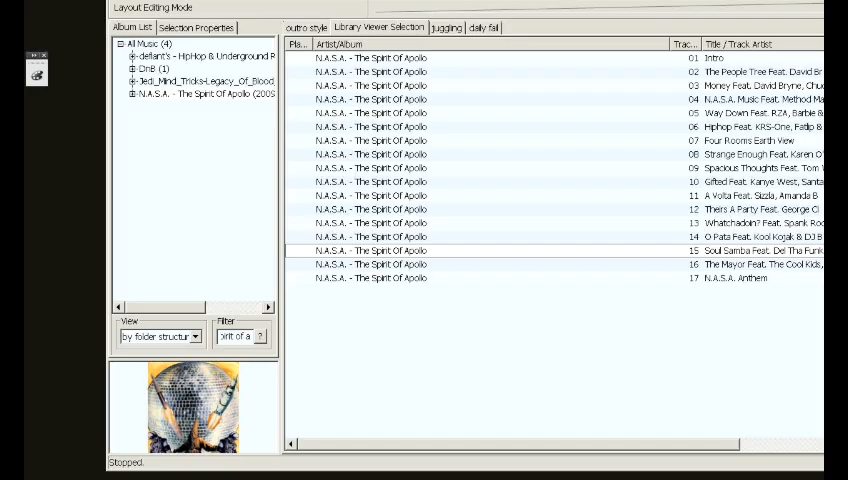 Layout Editing Mode
Album List Selection Properties outro style Library Viewer Selection juggling daily fail
All Music (4)
defiant's - HipHop & Underground R
DnB (1)
Jedi_Mind_Tricks-Legacy_Of_Blood_
N.A.S.A. - The Spirit Of Apollo (2009
Pla... Artist/Album Trac... Title / Track Artist
N.A.S.A. - The Spirit Of Apollo 01 Intro
N.A.S.A. - The Spirit Of Apollo 02 The People Tree Feat. David Br
N.A.S.A. - The Spirit Of Apollo 03 Money Feat. David Bryne, Chuc
N.A.S.A. - The Spirit Of Apollo 04 N.A.S.A. Music Feat. Method Ma
N.A.S.A. - The Spirit Of Apollo 05 Way Down Feat. RZA, Barbie &
N.A.S.A. - The Spirit Of Apollo 06 Hiphop Feat. KRS-One, Fatlip &
N.A.S.A. - The Spirit Of Apollo 07 Four Rooms Earth View
N.A.S.A. - The Spirit Of Apollo 08 Strange Enough Feat. Karen O'
N.A.S.A. - The Spirit Of Apollo 09 Spacious Thoughts Feat. Tom
N.A.S.A. - The Spirit Of Apollo 10 Gifted Feat. Kanye West, Santa
N.A.S.A. - The Spirit Of Apollo 11 A Volta Feat. Sizzla, Amanda B
N.A.S.A. - The Spirit Of Apollo 12 Theirs A Party Feat. George Cl
N.A.S.A. - The Spirit Of Apollo 13 Whatchadoin? Feat. Spank Roc
N.A.S.A. - The Spirit Of Apollo 14 O Pata Feat. Kool Kojak & DJ B
N.A.S.A. - The Spirit Of Apollo 15 Soul Samba Feat. Del Tha Funk
N.A.S.A. - The Spirit Of Apollo 16 The Mayor Feat. The Cool Kids,
N.A.S.A. - The Spirit Of Apollo 17 N.A.S.A. Anthem
View Filter
by folder structur pirit of a ?
Stopped.